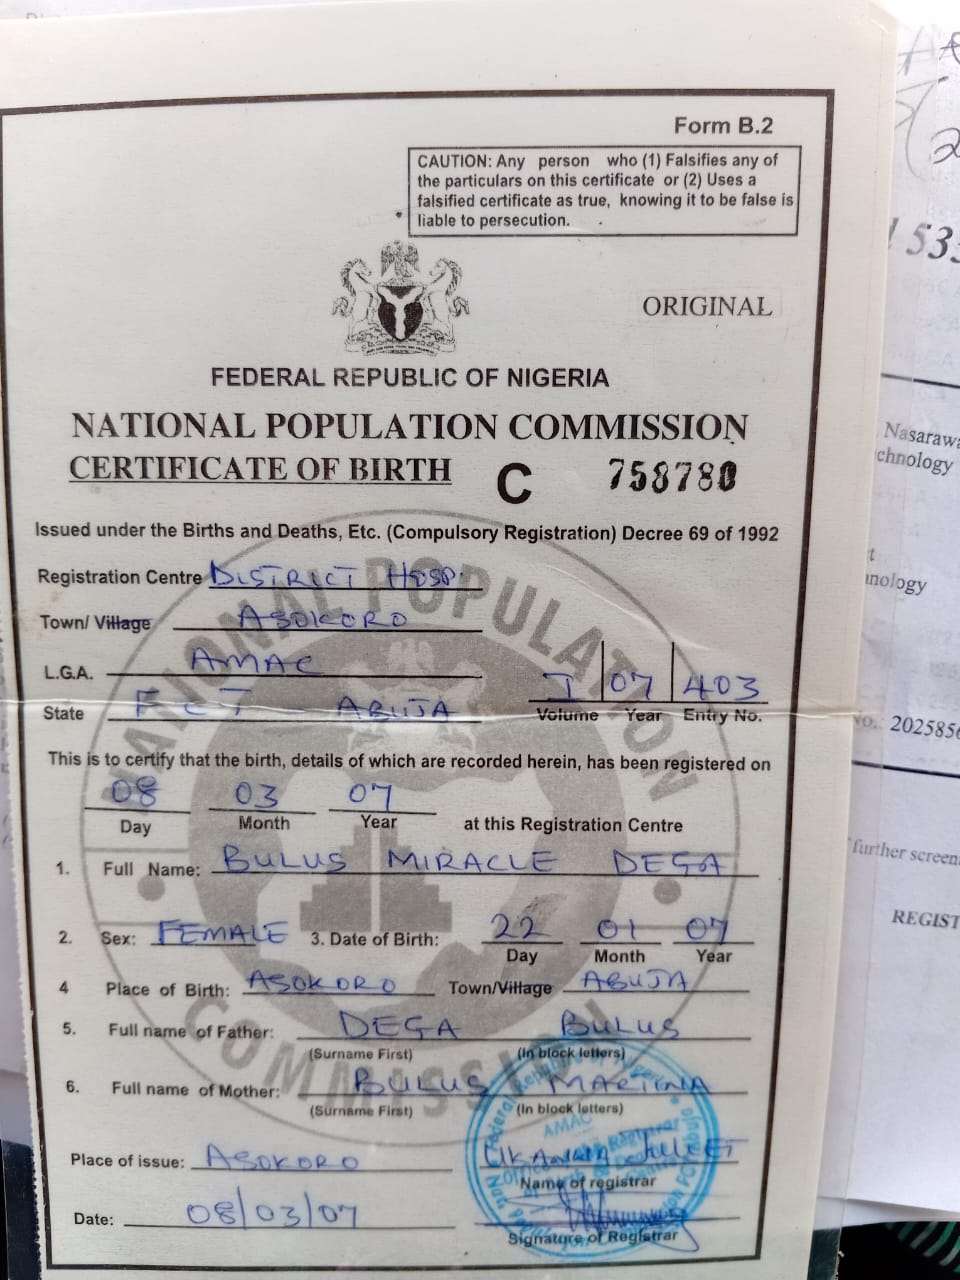 Form B.2
CAUTION: Any person who (1) Falsifies any of
the particulars on this certificate or (2) Uses a
falsified certificate as true, knowing it to be false is
liable to persecution.
ORIGINAL
FEDERAL REPUBLIC OF NIGERIA
NATIONAL POPULATION COMMISSION
CERTIFICATE OF BIRTH C 758780
Issued under the Births and Deaths, Etc. (Compulsory Registration) Decree 69 of 1992
Registration Centre DISTRICT HOSP.
Town/ Village ASOKORO
L.G.A. AMAC
I 07 403
State FCT ABUJA
Volume Year Entry No.
This is to certify that the birth, details of which are recorded herein, has been registered on
08 03 07
Day Month Year at this Registration Centre
1. Full Name: BULUS MIRACLE DEGA
2. Sex: FEMALE 3. Date of Birth: 22 01 07
Day Month Year
4 Place of Birth: ASOKORO Town/Village ABUJA
5. Full name of Father: DEGA BULUS
(Surname First) (In block letters)
6. Full name of Mother: BULUS MARTINA
(Surname First) (In block letters)
Place of issue: ASOKORO
Name of registrar
Date: 08/03/07
Signature of Registrar
NATIONAL POPULATION COMMISSION
AMAC
Nasarawa
chnology
nology
202585
further screen
REGIST